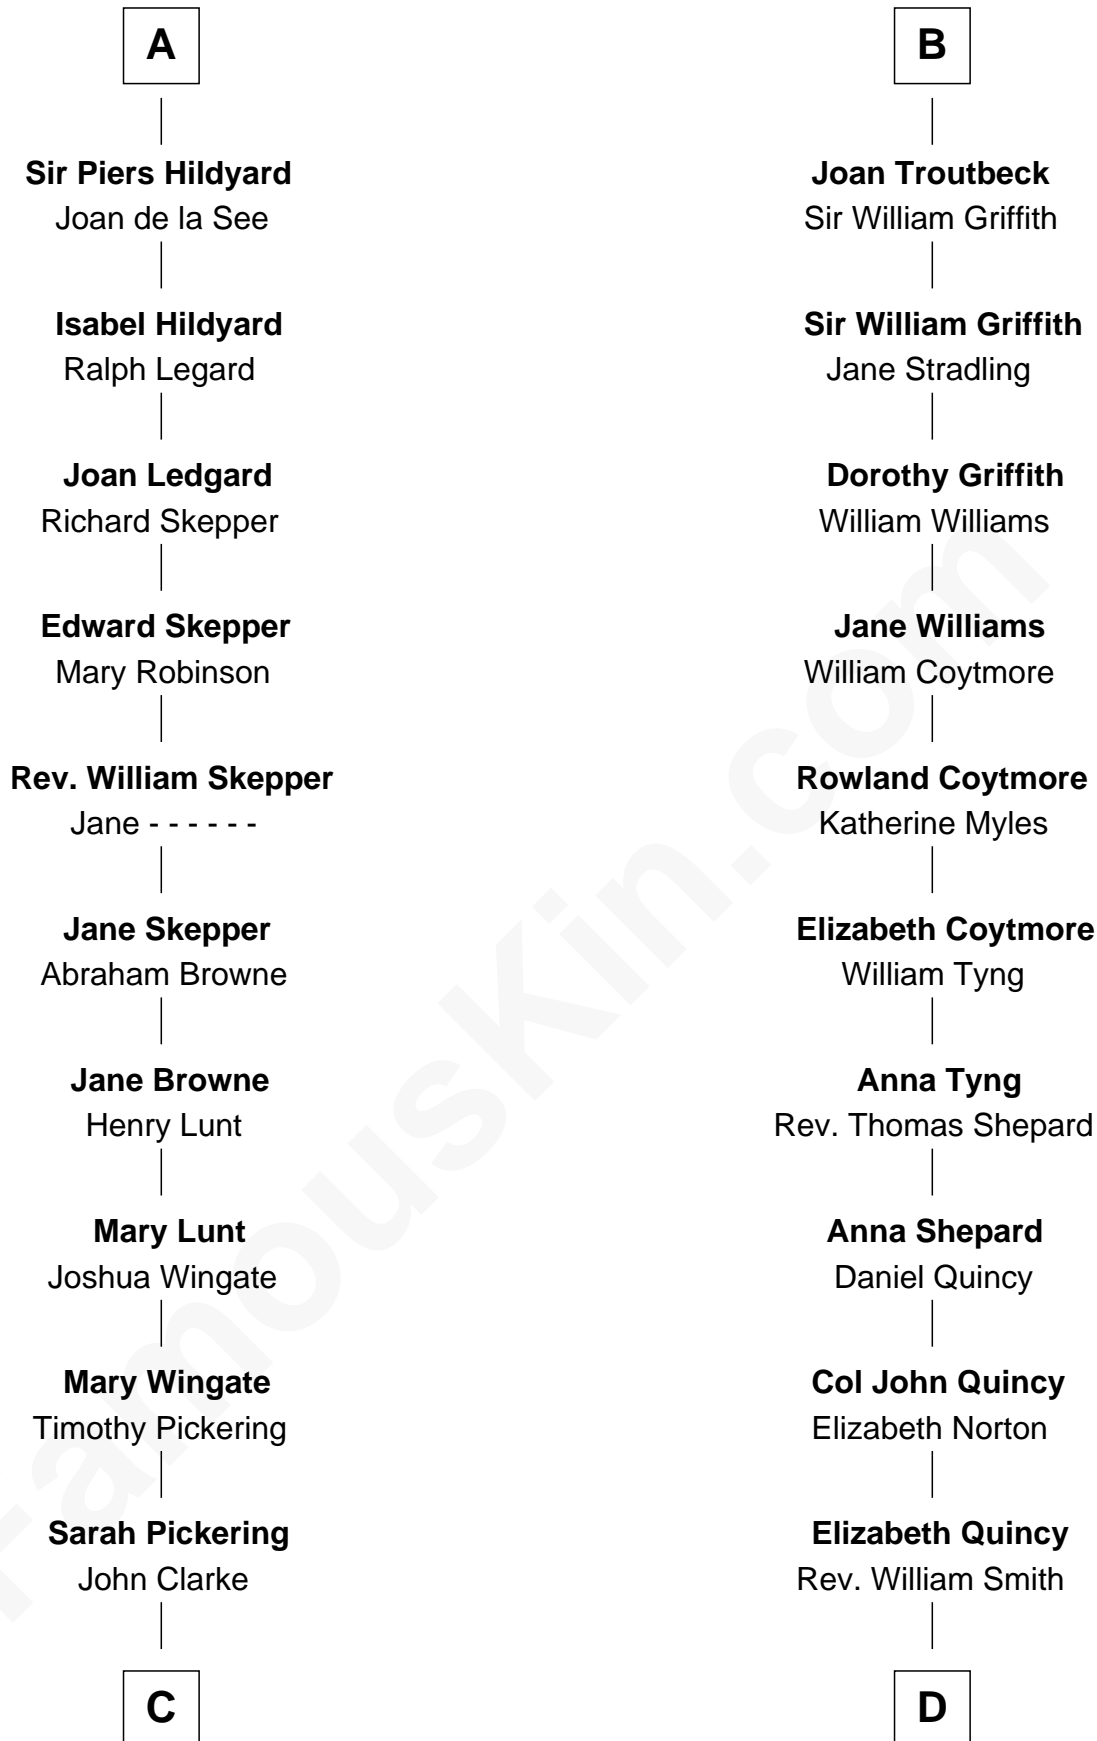 A
Sir Piers Hildyard
Joan de la See
Isabel Hildyard
Ralph Legard
Joan Ledgard
Richard Skepper
Edward Skepper
Mary Robinson
Rev. William Skepper
Jane - - - - - -
Jane Skepper
Abraham Browne
Jane Browne
Henry Lunt
Mary Lunt
Joshua Wingate
Mary Wingate
Timothy Pickering
Sarah Pickering
John Clarke
C
B
Joan Troutbeck
Sir William Griffith
Sir William Griffith
Jane Stradling
Dorothy Griffith
William Williams
Jane Williams
William Coytmore
Rowland Coytmore
Katherine Myles
Elizabeth Coytmore
William Tyng
Anna Tyng
Rev. Thomas Shepard
Anna Shepard
Daniel Quincy
Col John Quincy
Elizabeth Norton
Elizabeth Quincy
Rev. William Smith
D
FamousKin.com